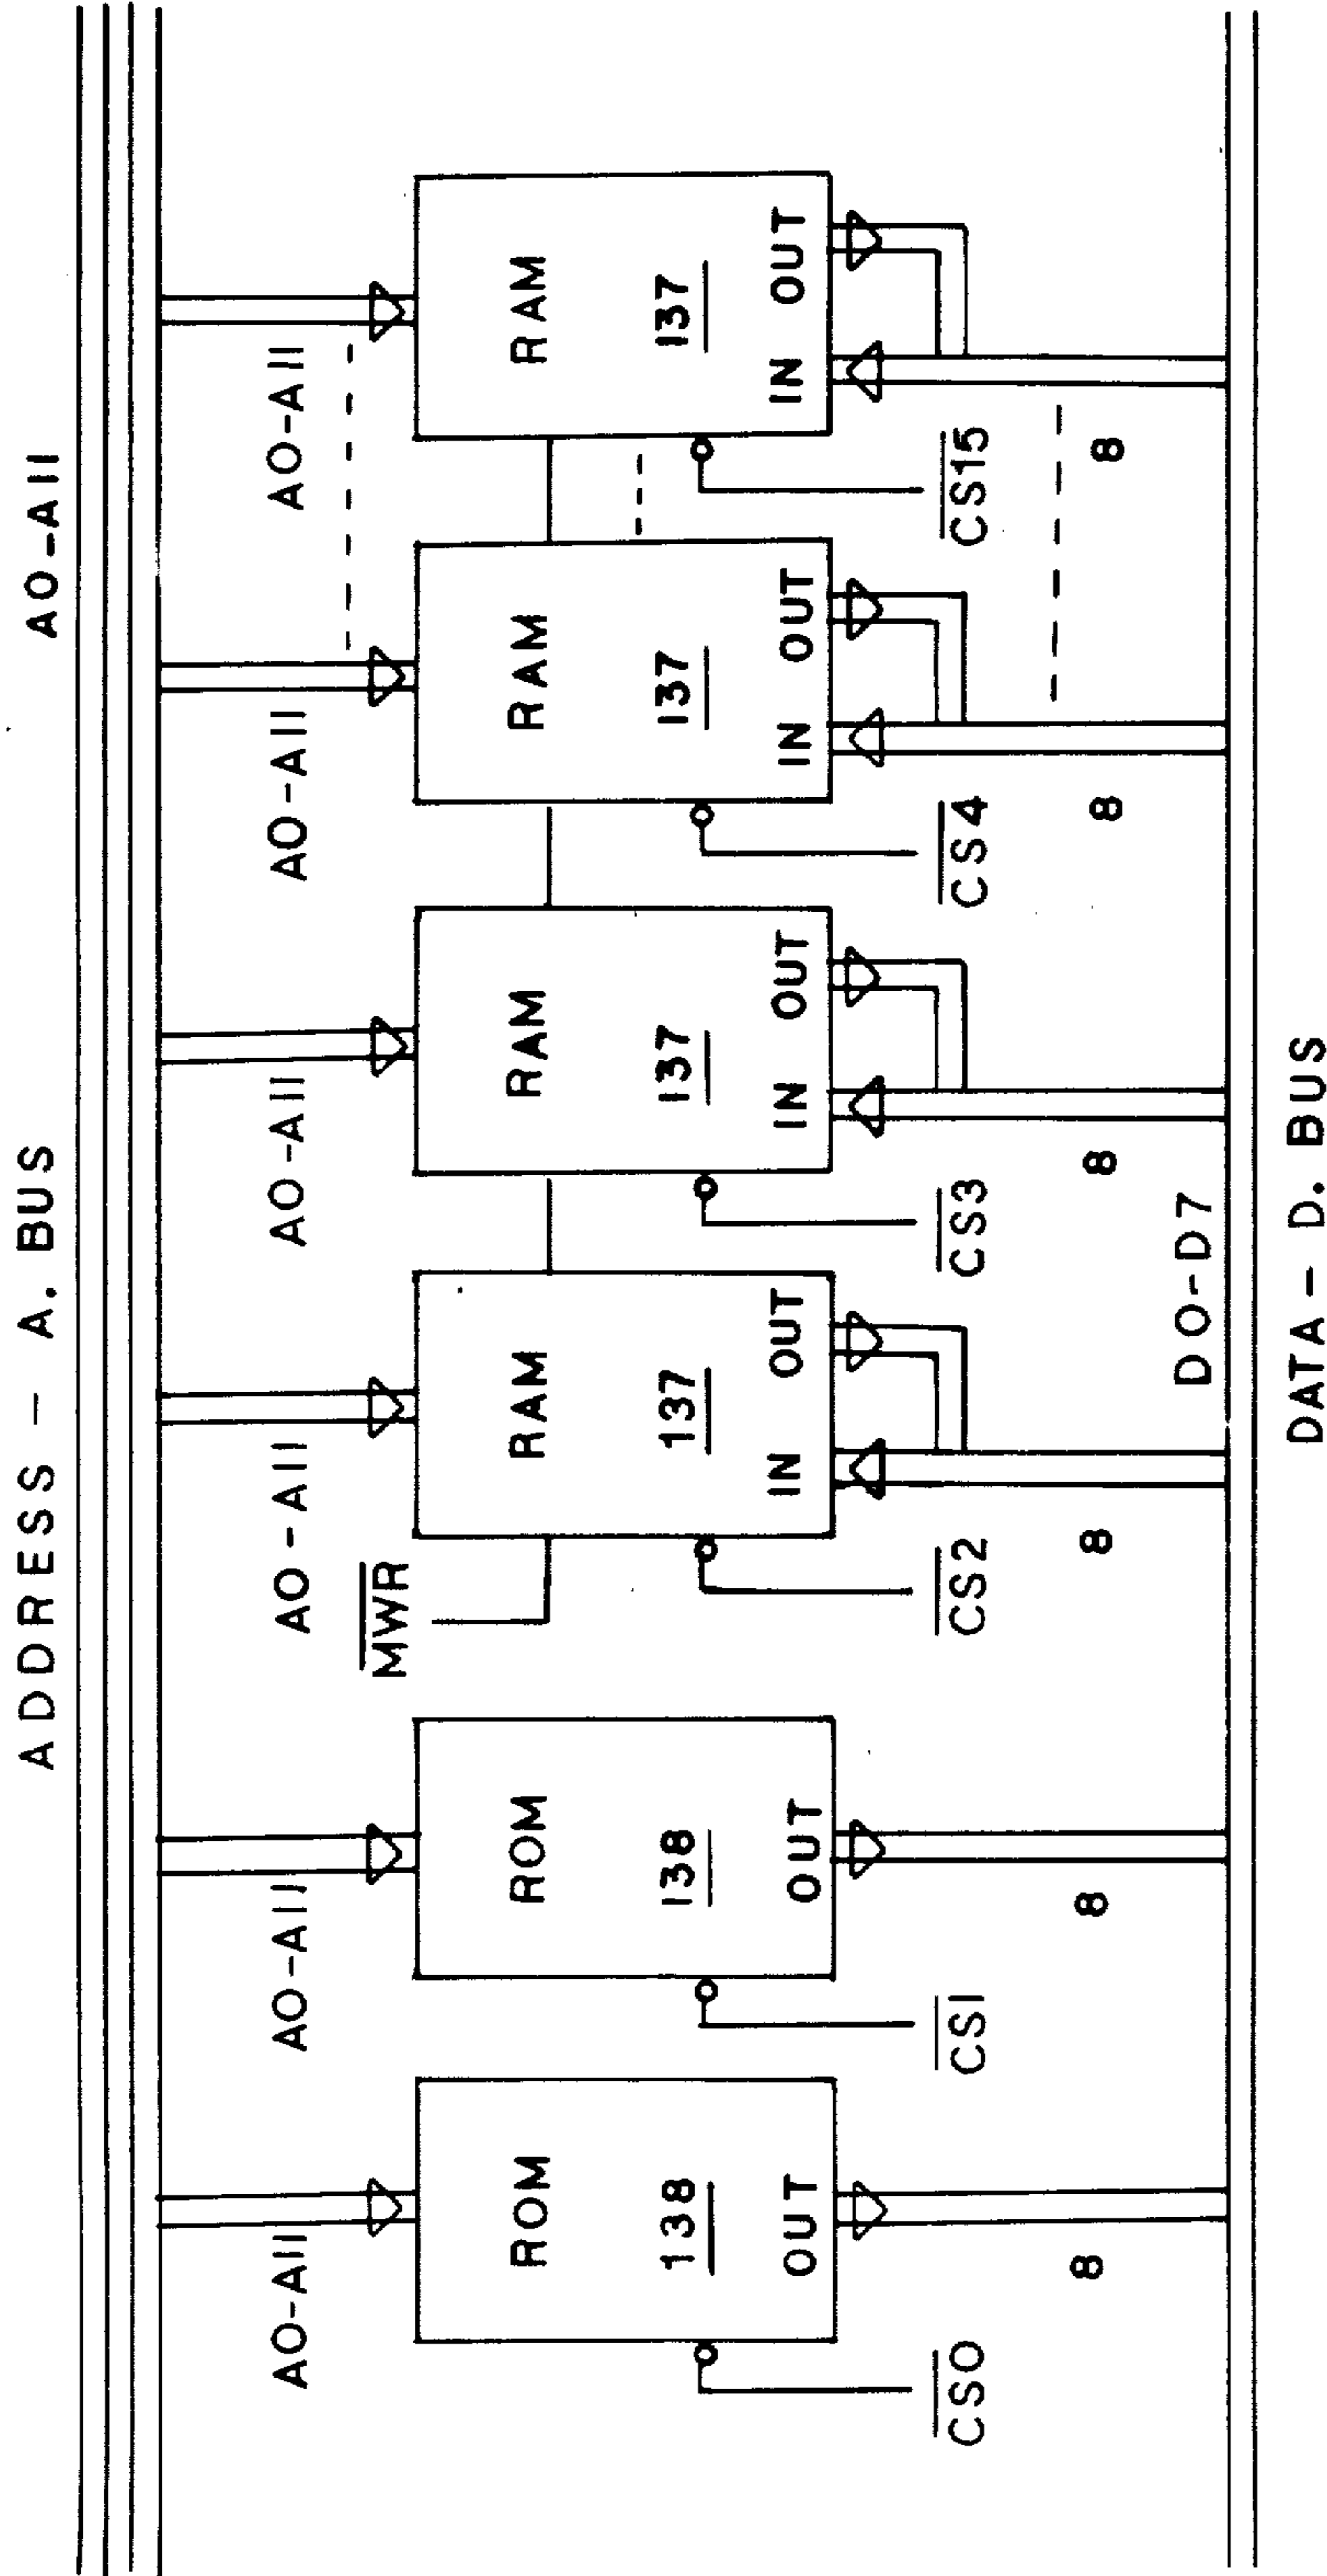 ADDRESS - A. BUS
A0-A11
A0-A11
A0-A11
A0-A11
A0-A11
A0-A11
A0-A11
MWR
ROM
138
OUT
ROM
138
OUT
RAM
137
IN OUT
RAM
137
IN OUT
RAM
137
IN OUT
RAM
137
IN OUT
CS0
CS1
CS2
CS3
CS4
CS15
8
8
8
8
8
8
D0-D7
DATA - D. BUS